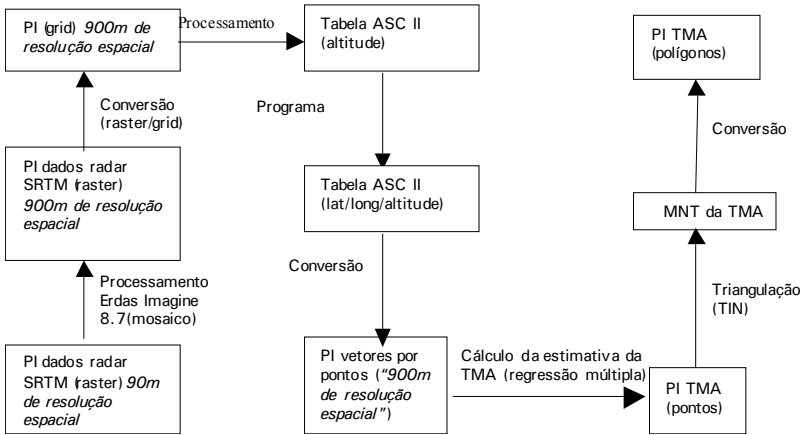 PI (grid) 900m de
resolução espacial
Processamento
Tabela ASC II
(altitude)
PI TMA
(polígonos)
Conversão
(raster/grid)
Programa
Conversão
PI dados radar
SRTM (raster)
900m de resolução
espacial
Tabela ASC II
(lat/long/altitude)
MNT da TMA
Processamento
Erdas Imagine
8.7(mosaico)
Conversão
Triangulação
(TIN)
PI dados radar
SRTM (raster) 90m
de resolução
espacial
PI vetores por
pontos ("900m
de resolução
espacial")
Cálculo da estimativa da
TMA (regressão múltipla)
PI TMA
(pontos)